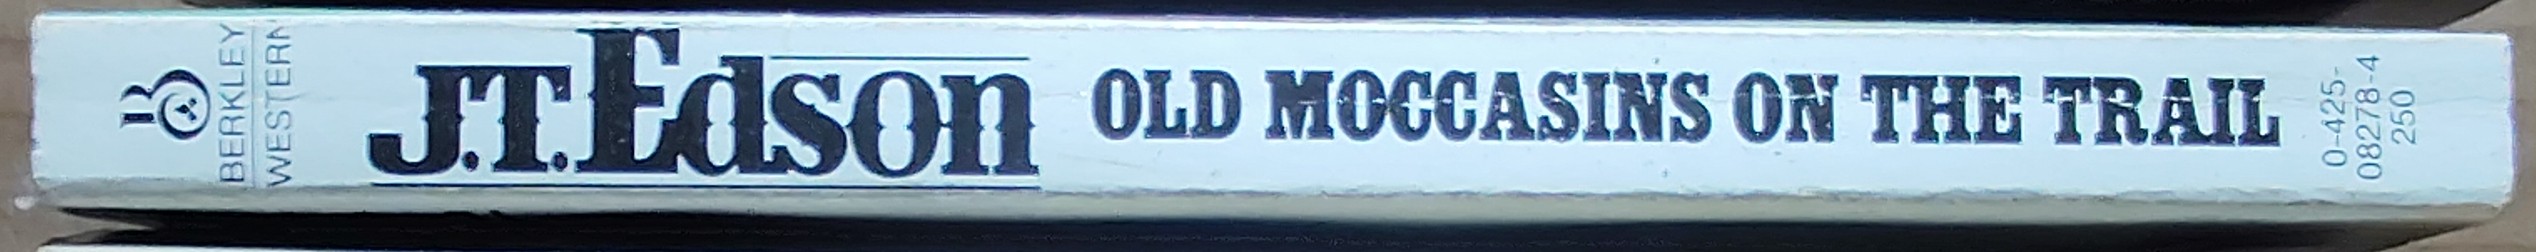 BERKLEY
WESTERN
J.T. Edson
OLD MOCCASINS ON THE TRAIL
0-425-
08278-4
250